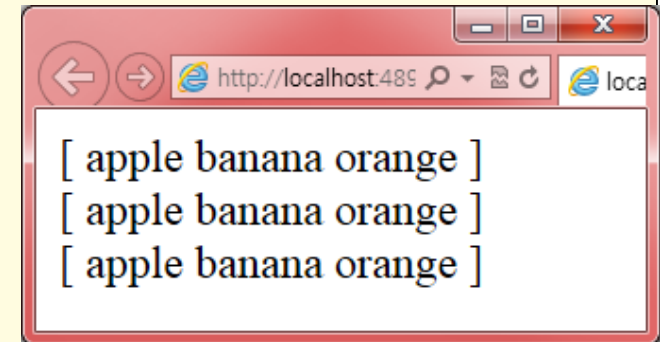 http://localhost:489
loca
[ apple banana orange ]
[ apple banana orange ]
[ apple banana orange ]